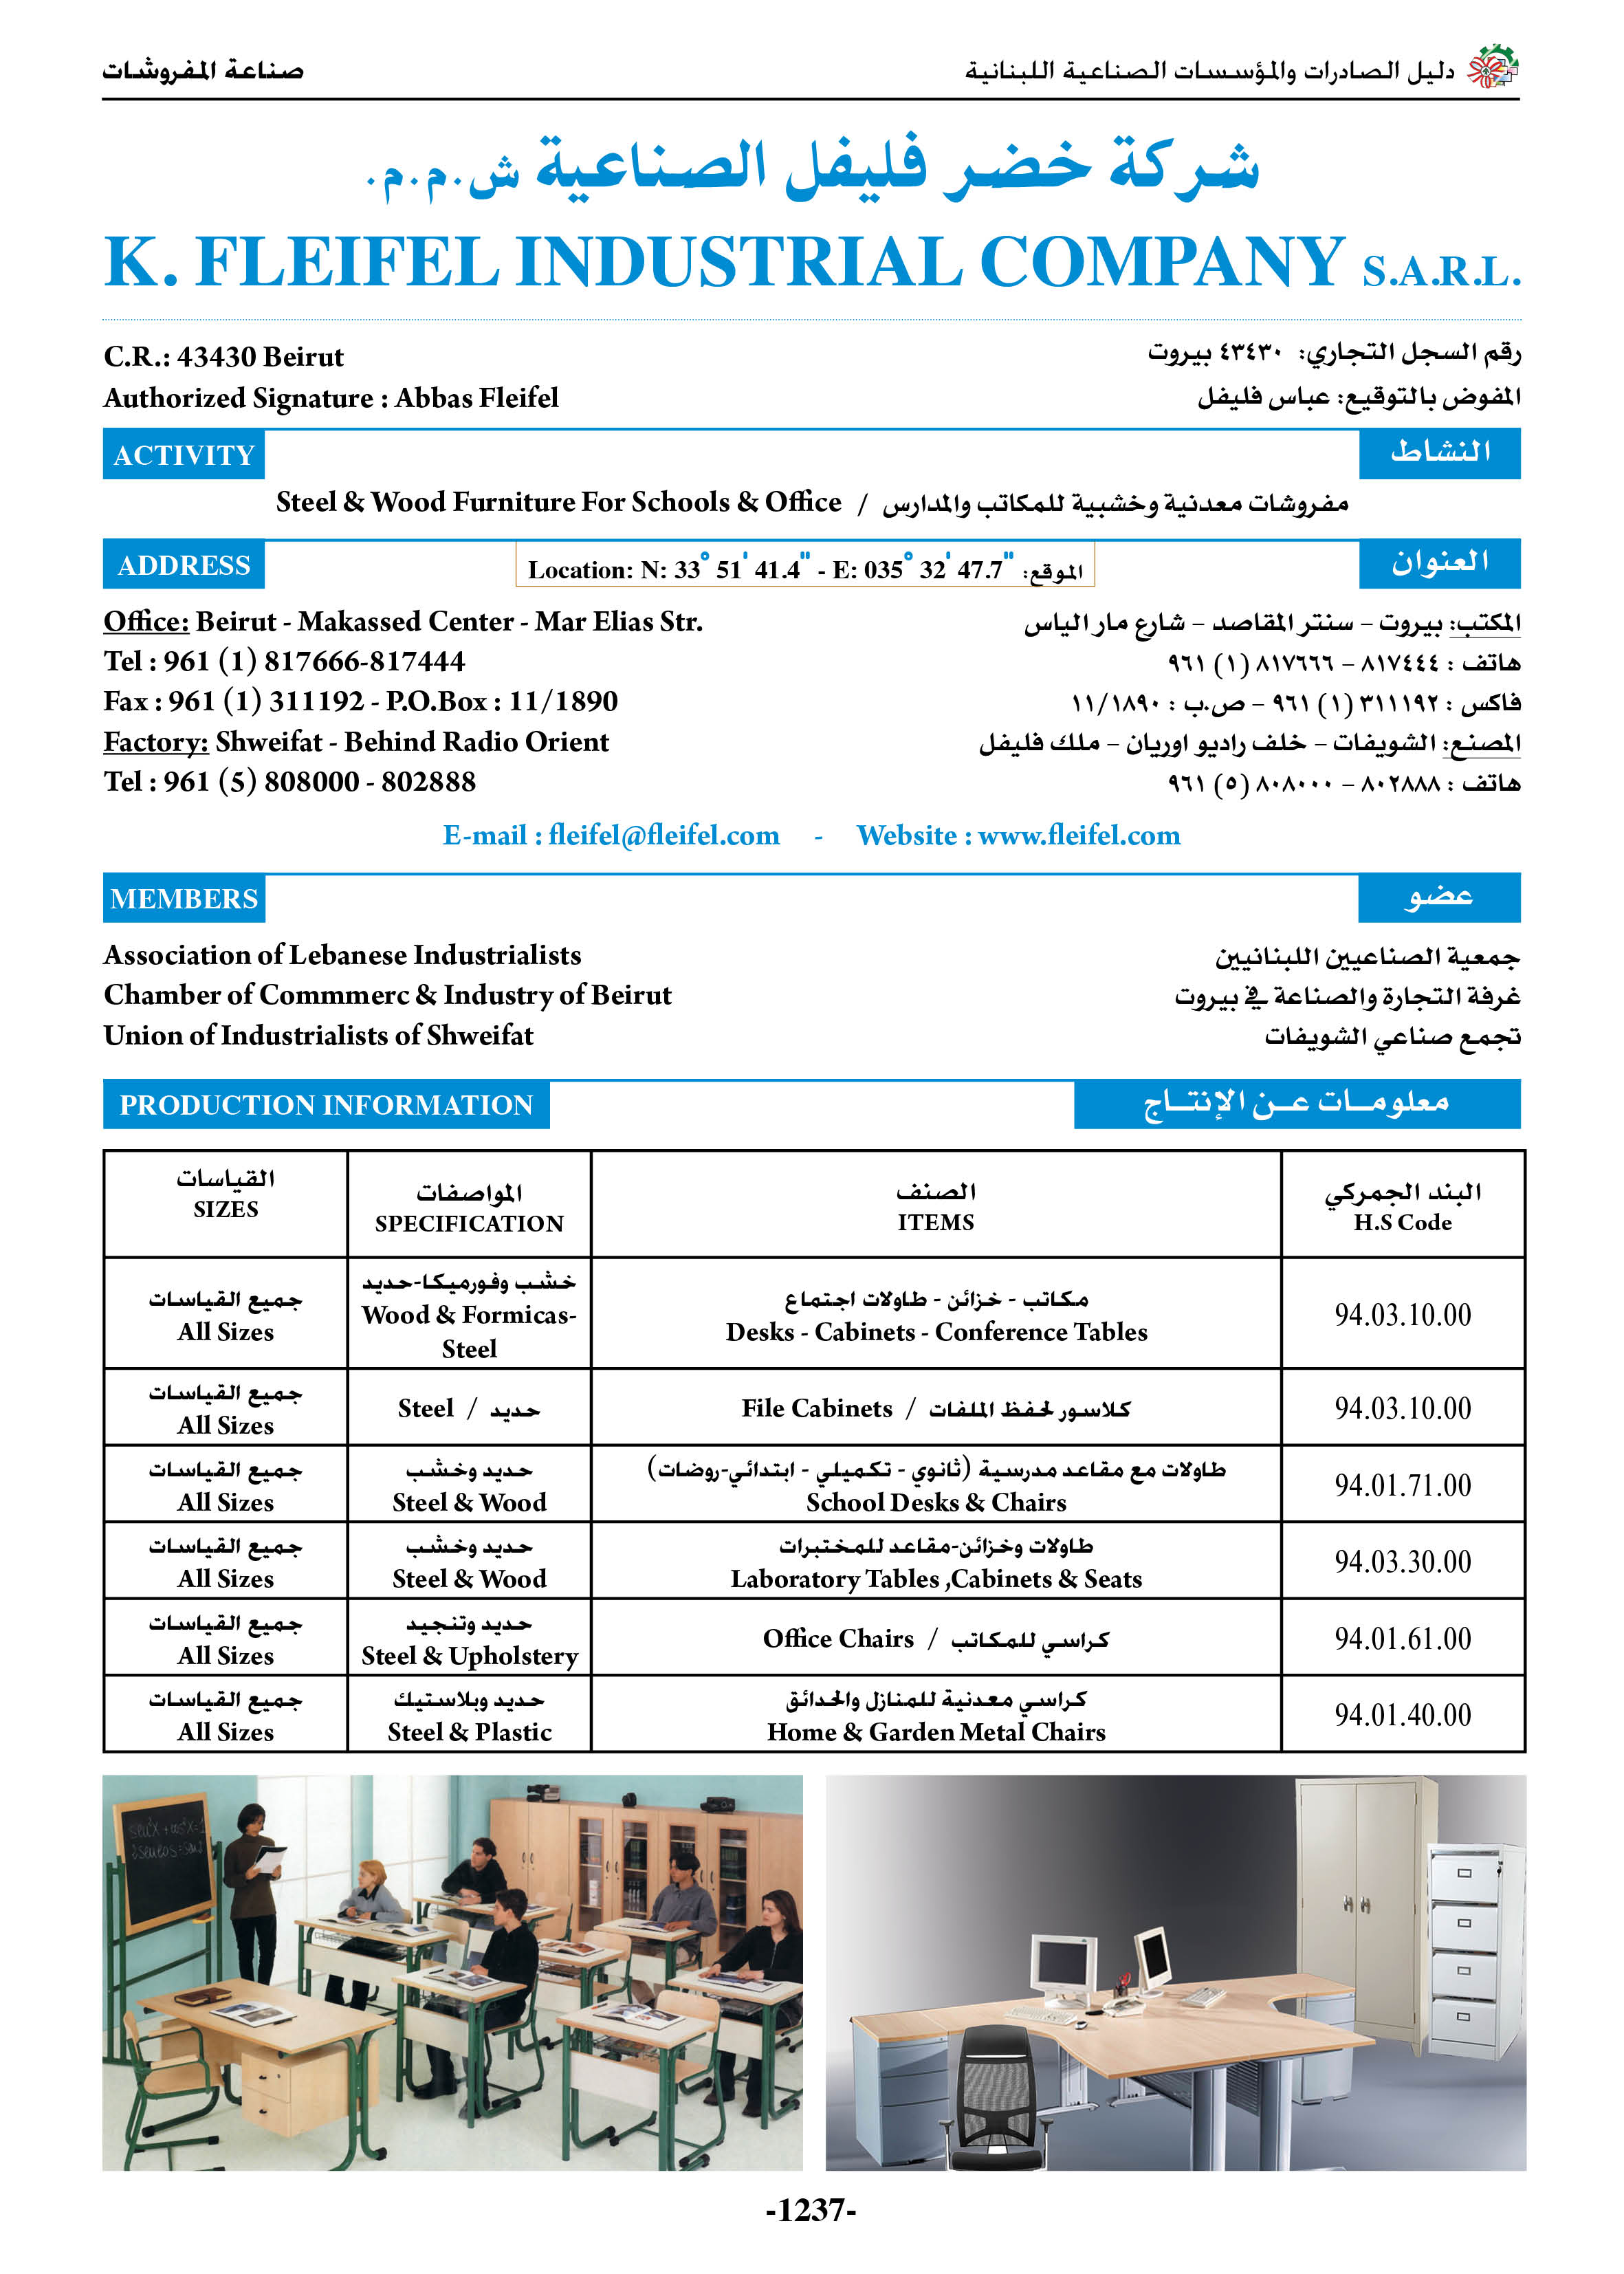 دليل الصادرات والمؤسسات الصناعية اللبنانية
صناعة المفروشات
شركة خضر فليفل الصناعية ش.م.م.
K. FLEIFEL INDUSTRIAL COMPANY S.A.R.L.
C.R.: 43430 Beirut
رقم السجل التجاري: ٤٣٤٣٠ بيروت
Authorized Signature : Abbas Fleifel
المفوض بالتوقيع: عباس فليفل
ACTIVITY
النشاط
Steel & Wood Furniture For Schools & Office / مفروشات معدنية وخشبية للمكاتب والمدارس
ADDRESS
Location: N: 33° 51' 41.4" - E: 035° 32' 47.7" :الموقع
العنوان
Office: Beirut - Makassed Center - Mar Elias Str.
المكتب: بيروت – سنتر المقاصد – شارع مار الياس
Tel : 961 (1) 817666-817444
هاتف : ٨١٧٤٤٤ – ٨١٧٦٦٦ (١) ٩٦١
Fax : 961 (1) 311192 - P.O.Box : 11/1890
فاكس : ٣١١١٩٢ (١) ٩٦١ – ص.ب : ١١/١٨٩٠
Factory: Shweifat - Behind Radio Orient
المصنع: الشويفات – خلف راديو اوريان – ملك فليفل
Tel : 961 (5) 808000 - 802888
هاتف : ٨٠٢٨٨٨ – ٨٠٨٠٠٠ (٥) ٩٦١
E-mail : fleifel@fleifel.com - Website : www.fleifel.com
MEMBERS
عضو
Association of Lebanese Industrialists
جمعية الصناعيين اللبنانيين
Chamber of Commmerc & Industry of Beirut
غرفة التجارة والصناعة في بيروت
Union of Industrialists of Shweifat
تجمع صناعي الشويفات
PRODUCTION INFORMATION
معلومـات عـن الإنتـاج
القياسات
SIZES
المواصفات
SPECIFICATION
الصنف
ITEMS
البند الجمركي
H.S Code
جميع القياسات
All Sizes
خشب وفورميكا-حديد
Wood & Formicas-
Steel
مكاتب - خزائن - طاولات اجتماع
Desks - Cabinets - Conference Tables
94.03.10.00
جميع القياسات
All Sizes
Steel / حديد
File Cabinets / كلاسور لحفظ الملفات
94.03.10.00
جميع القياسات
All Sizes
حديد وخشب
Steel & Wood
طاولات مع مقاعد مدرسية (ثانوي - تكميلي - ابتدائي-روضات)
School Desks & Chairs
94.01.71.00
جميع القياسات
All Sizes
حديد وخشب
Steel & Wood
طاولات وخزائن-مقاعد للمختبرات
Laboratory Tables ,Cabinets & Seats
94.03.30.00
جميع القياسات
All Sizes
حديد وتنجيد
Steel & Upholstery
Office Chairs / كراسي للمكاتب
94.01.61.00
جميع القياسات
All Sizes
حديد وبلاستيك
Steel & Plastic
كراسي معدنية للمنازل والحدائق
Home & Garden Metal Chairs
94.01.40.00
-1237-